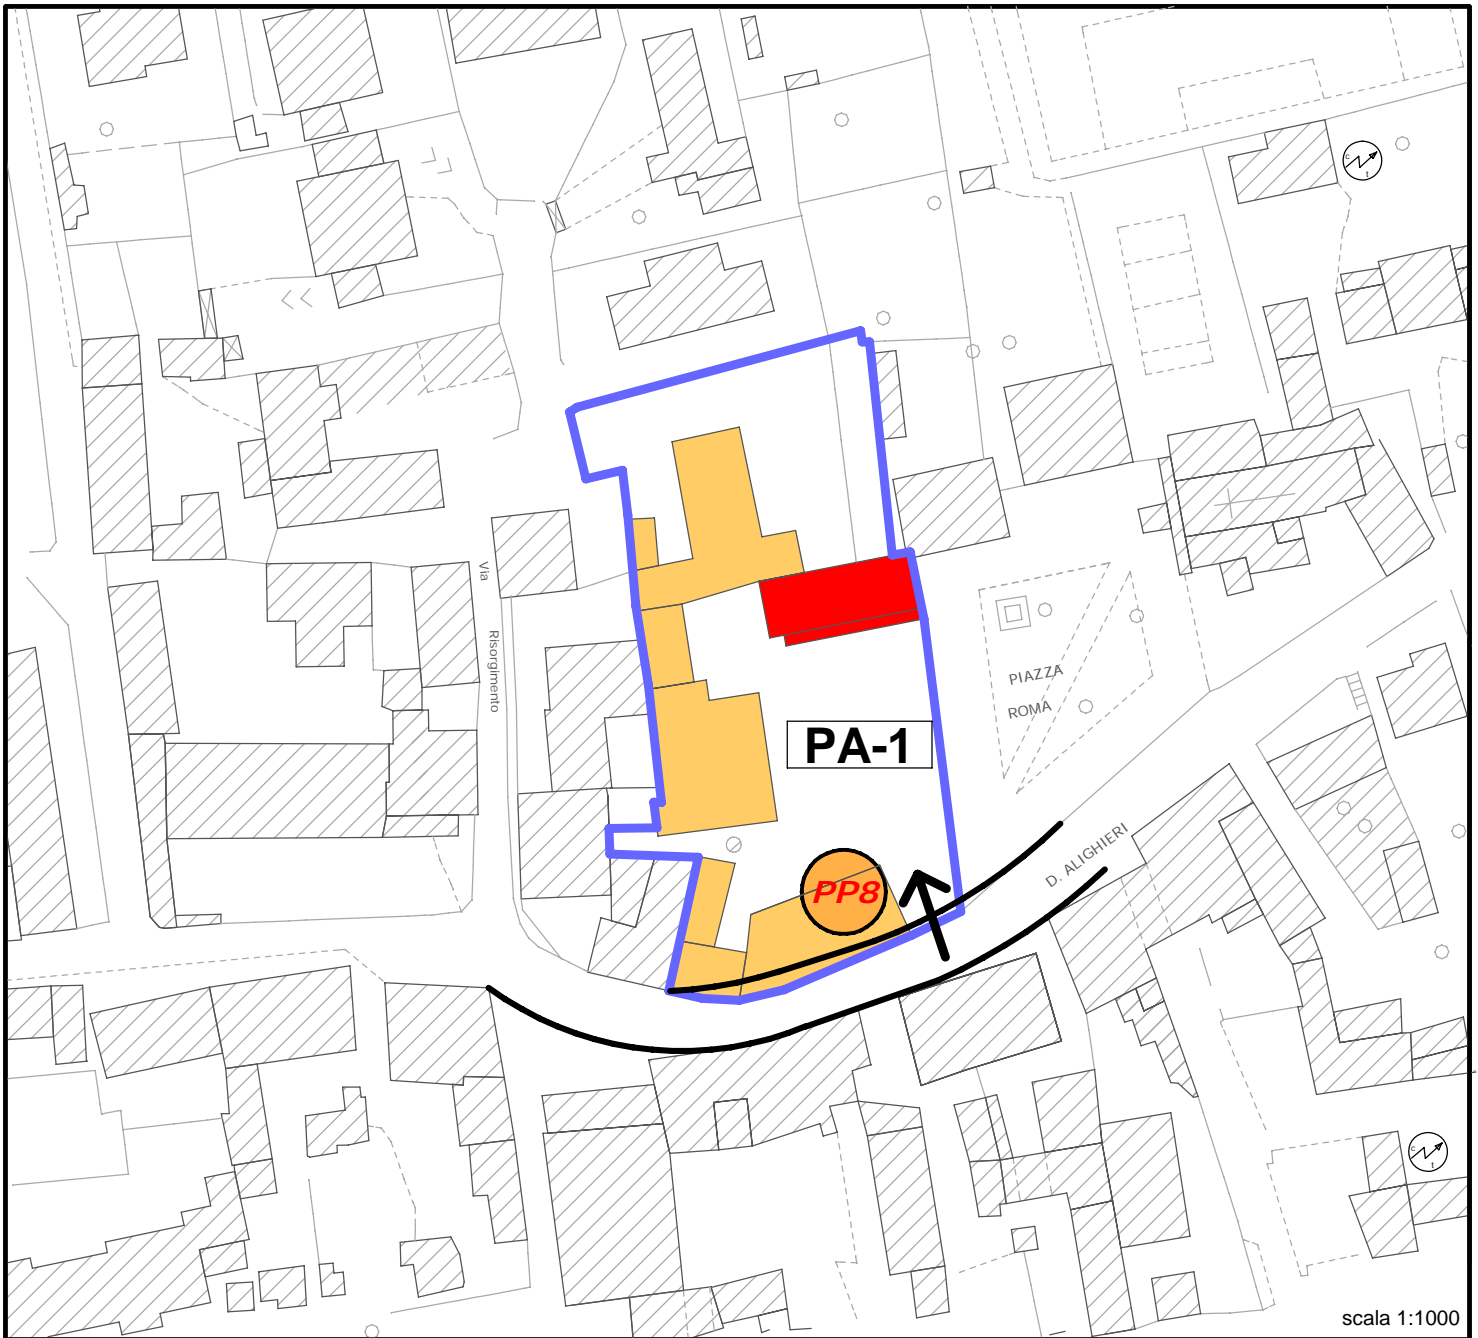 Via
Risorgimento
PIAZZA
ROMA
PA-1
D. ALIGHIERI
PP8
scala 1:1000